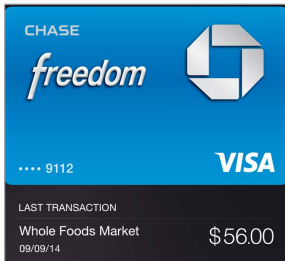 CHASE
freedom
•••• 9112
VISA
LAST TRANSACTION
Whole Foods Market
$56.00
09/09/14